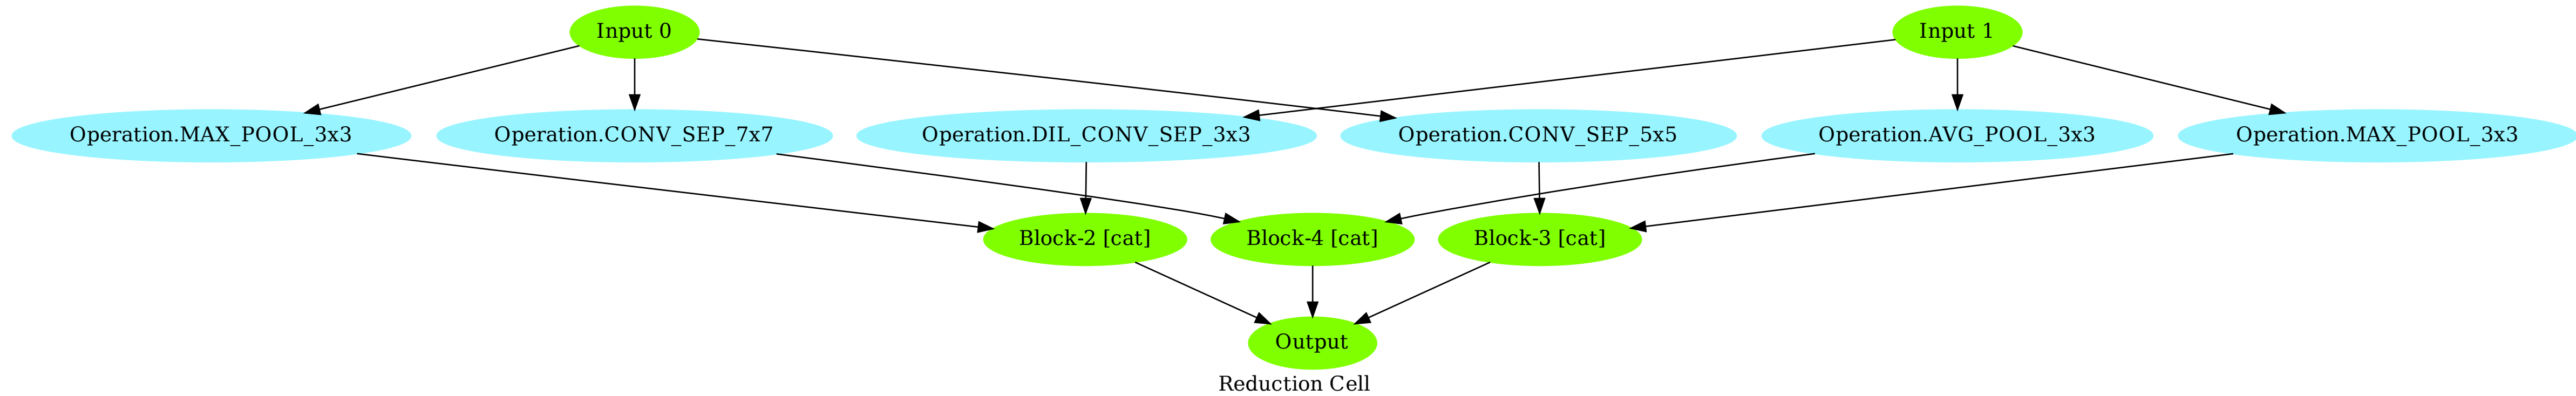 Input 0
Input 1
Operation.MAX_POOL_3x3
Operation.CONV_SEP_7x7
Operation.DIL_CONV_SEP_3x3
Operation.CONV_SEP_5x5
Operation.AVG_POOL_3x3
Operation.MAX_POOL_3x3
Block-2 [cat]
Block-4 [cat]
Block-3 [cat]
Output
Reduction Cell